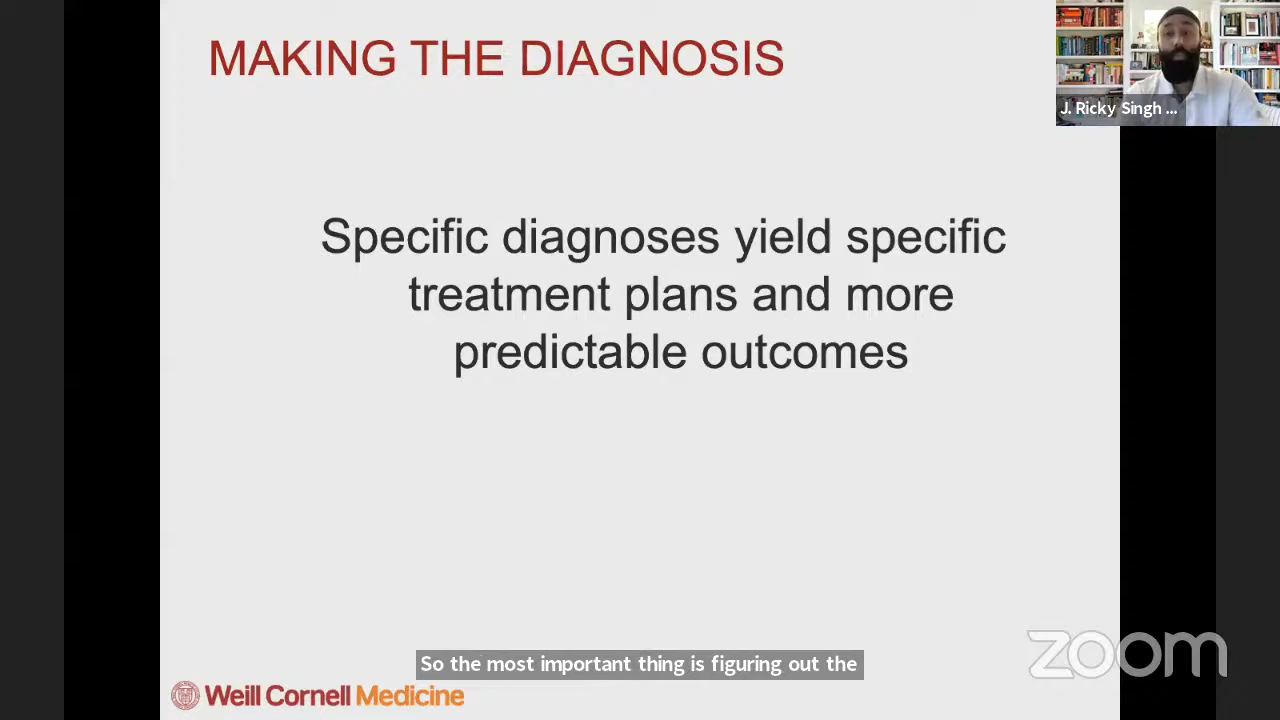 MAKING THE DIAGNOSIS
J. Ricky Singh ...
Specific diagnoses yield specific
treatment plans and more
predictable outcomes
So the most important thing is figuring out the
zoom
Weill Cornell Medicine